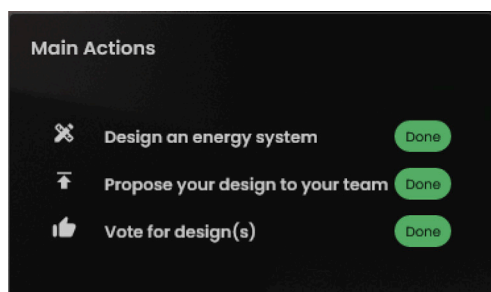 Main Actions
Design an energy system Done
Propose your design to your team Done
Vote for design(s) Done